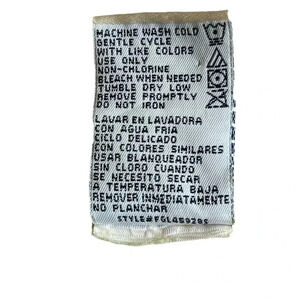 MACHINE WASH COLD
GENTLE CYCLE
WITH LIKE COLORS
USE ONLY
NON-CHLORINE
BLEACH WHEN NEEDED
TUMBLE DRY LOW
REMOVE PROMPTLY
DO NOT IRON
LAVAR EN LAVADORA
CON AGUA FRIA
CICLO DELICADO
CON COLORES SIMILARES
USAR BLANQUEADOR
SIN CLORO CUANDO
SE NECESITO SECAR
A TEMPERATURA BAJA
REMOVER INMEDIATAMENTE
NO PLANCHAR